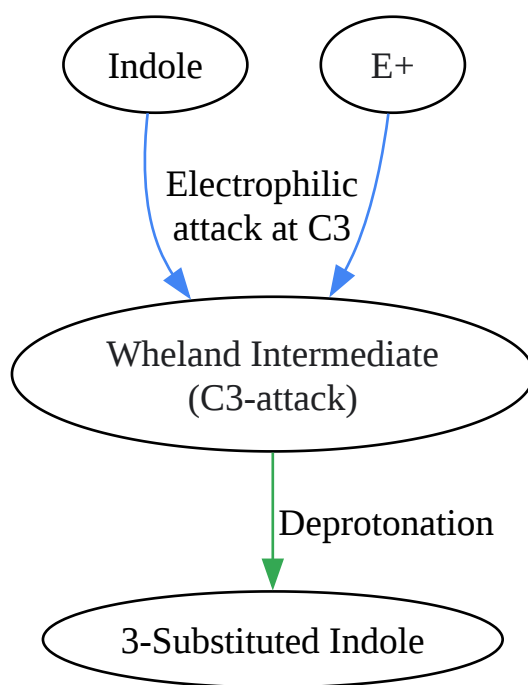 Indole
E+
Electrophilic
attack at C3
Wheland Intermediate
(C3-attack)
Deprotonation
3-Substituted Indole